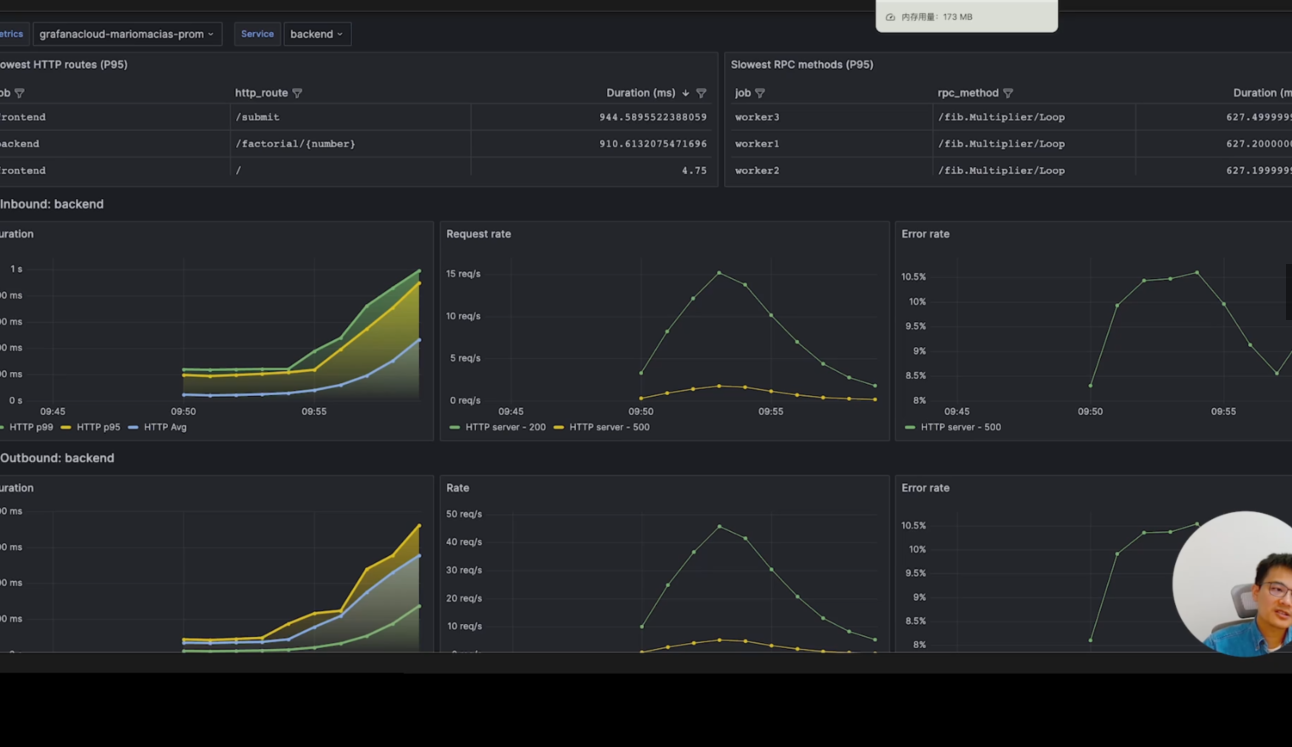 内存用量: 173 MB
etrics grafanacloud-mariomacias-prom Service backend
owest HTTP routes (P95)
ob http_route Duration (ms)
rontend /submit 944.5895522388059
ackend /factorial/{number} 910.6132075471696
rontend / 4.75
Slowest RPC methods (P95)
job rpc_method Duration (m
worker3 /fib.Multiplier/Loop 627.4999999
worker1 /fib.Multiplier/Loop 627.2000000
worker2 /fib.Multiplier/Loop 627.1999999
Inbound: backend
uration
1 s
00 ms
00 ms
00 ms
00 ms
0 s
09:45 09:50 09:55
HTTP p99 HTTP p95 HTTP Avg
Request rate
15 req/s
10 req/s
5 req/s
0 req/s
09:45 09:50 09:55
HTTP server - 200 HTTP server - 500
Error rate
10.5%
10%
9.5%
9%
8.5%
8%
09:45 09:50 09:55
HTTP server - 500
Outbound: backend
uration
00 ms
00 ms
00 ms
00 ms
Rate
50 req/s
40 req/s
30 req/s
20 req/s
10 req/s
Error rate
10.5%
10%
9.5%
9%
8.5%
8%